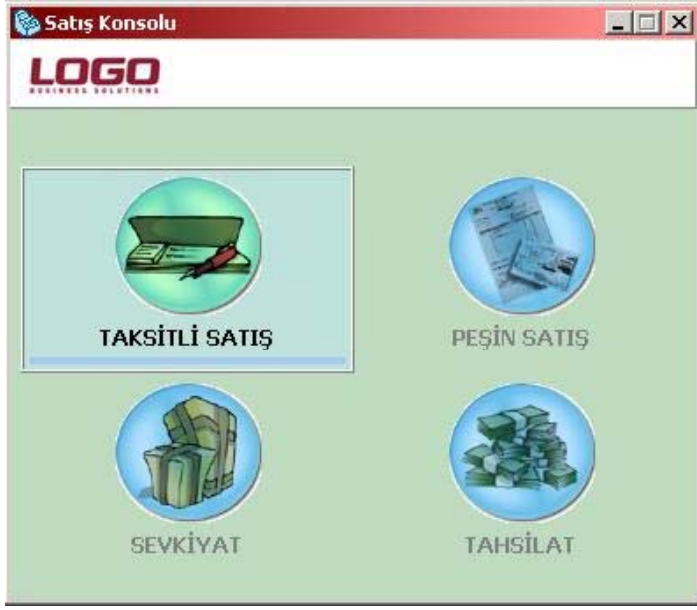 Satış Konsolu
LOGO
BUSINESS SOLUTIONS
TAKSİTLİ SATIŞ
PEŞİN SATIŞ
SEVKİYAT
TAHSİLAT